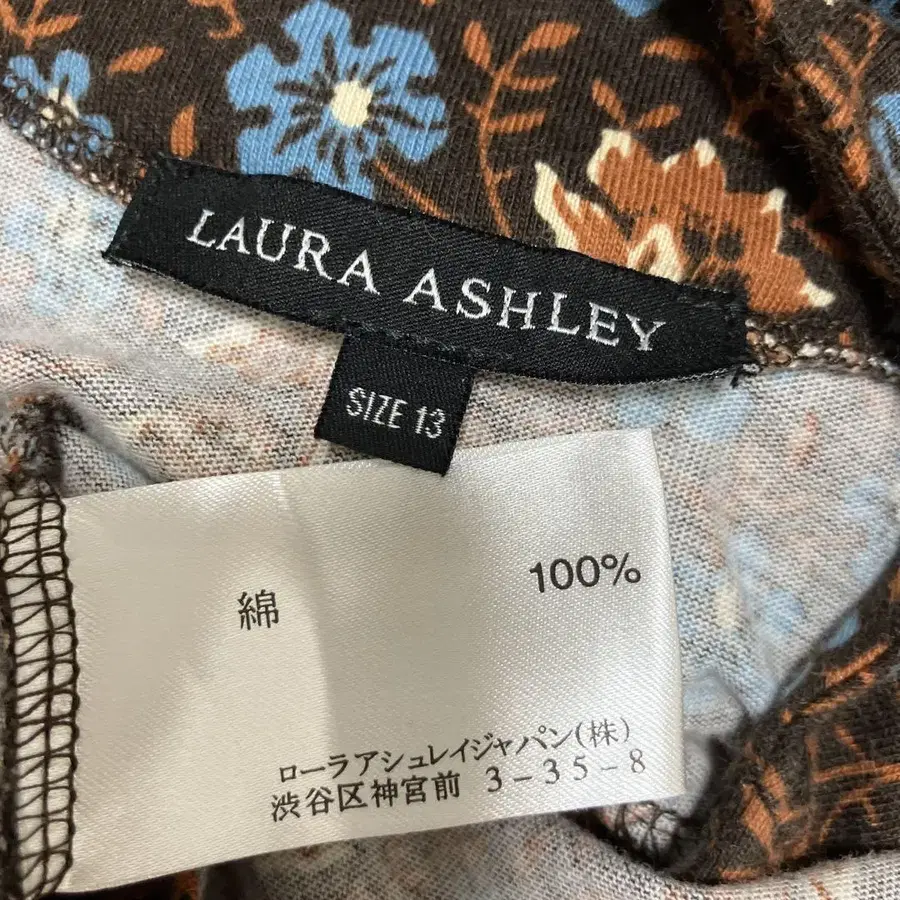 LAURA ASHLEY
SIZE 13
綿 100%
ローラアシュレイジャパン(株)
渋谷区神宮前 3-35-8